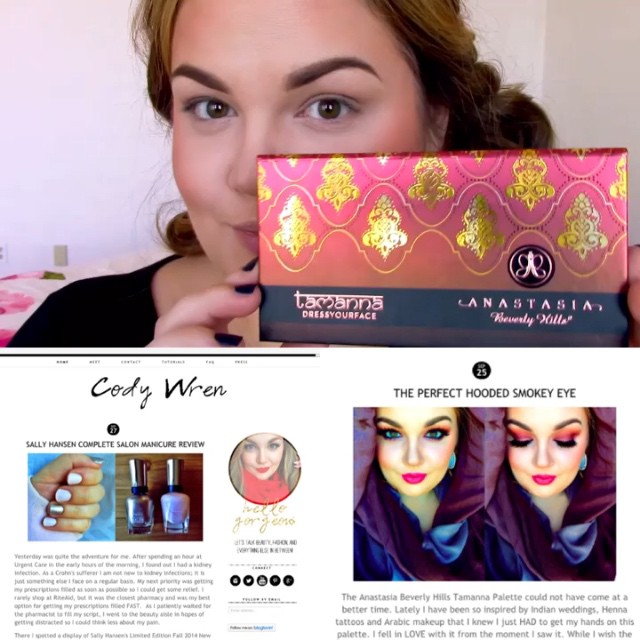 tamanna
DRESSYOURFACE
ANASTASIA
Beverly Hills®
HOME MEET CONTACT TUTORIALS FAQ PRESS
Cody Wren
SEP
27
SALLY HANSEN COMPLETE SALON MANICURE REVIEW
Yesterday was quite the adventure for me. After spending an hour at
Urgent Care in the early hours of the morning, I found out I had a kidney
infection. As a Crohn's sufferer I am not new to kidney infections; it is
just something else I face on a regular basis. My next priority was getting
my prescriptions filled as soon as possible so I could get some relief. I
rarely shop at RiteAid, but it was the closest pharmacy and was my best
option for getting my prescriptions filled FAST. As I patiently waited for
the pharmacist to fill my script, I went to the beauty aisle in hopes of
getting distracted so I could think less about my pain.
There I spotted a display of Sally Hansen's Limited Edition Fall 2014 New
hello
gorgeous
LET'S TALK BEAUTY, FASHION, AND
EVERYTHING ELSE IN BETWEEN
CONNECT
FOLLOW BY EMAIL
SEP
25
THE PERFECT HOODED SMOKEY EYE
The Anastasia Beverly Hills Tamanna Palette could not have come at a
better time. Lately I have been so inspired by Indian weddings, Henna
tattoos and Arabic makeup that I knew I just HAD to get my hands on this
palette. I fell in LOVE with it from the moment I saw it. While I wish the